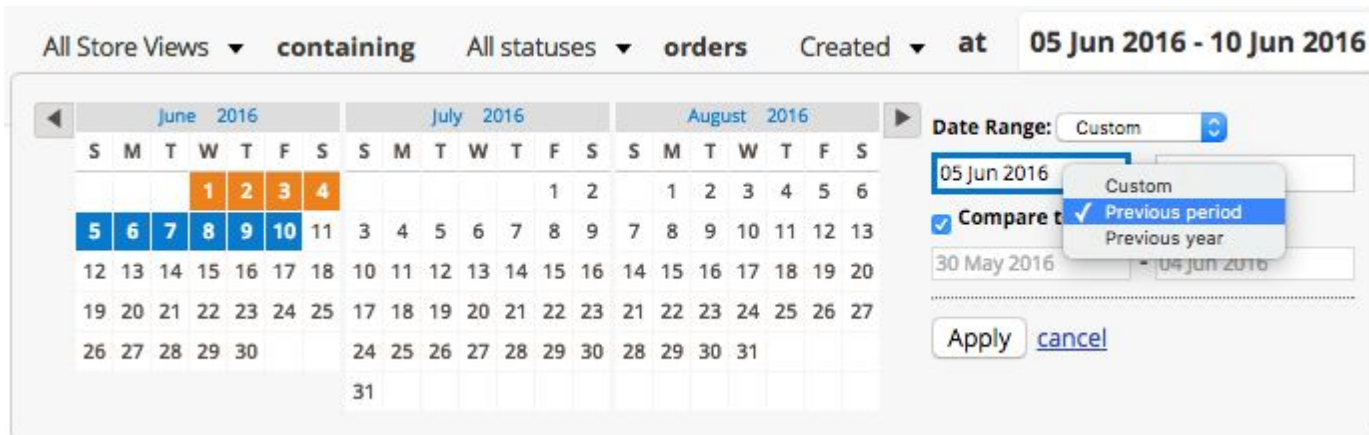 All Store Views containing All statuses orders Created at 05 Jun 2016 - 10 Jun 2016
June 2016 July 2016 August 2016
S M T W T F S S M T W T F S S M T W T F S
1 2 3 4 1 2 1 2 3 4 5 6
5 6 7 8 9 10 11 3 4 5 6 7 8 9 7 8 9 10 11 12 13
12 13 14 15 16 17 18 10 11 12 13 14 15 16 14 15 16 17 18 19 20
19 20 21 22 23 24 25 17 18 19 20 21 22 23 21 22 23 24 25 26 27
26 27 28 29 30 24 25 26 27 28 29 30 28 29 30 31
31
Date Range: Custom
05 Jun 2016
Custom
Previous period
Previous year
Compare t
30 May 2016 - 04 Jun 2016
Apply cancel